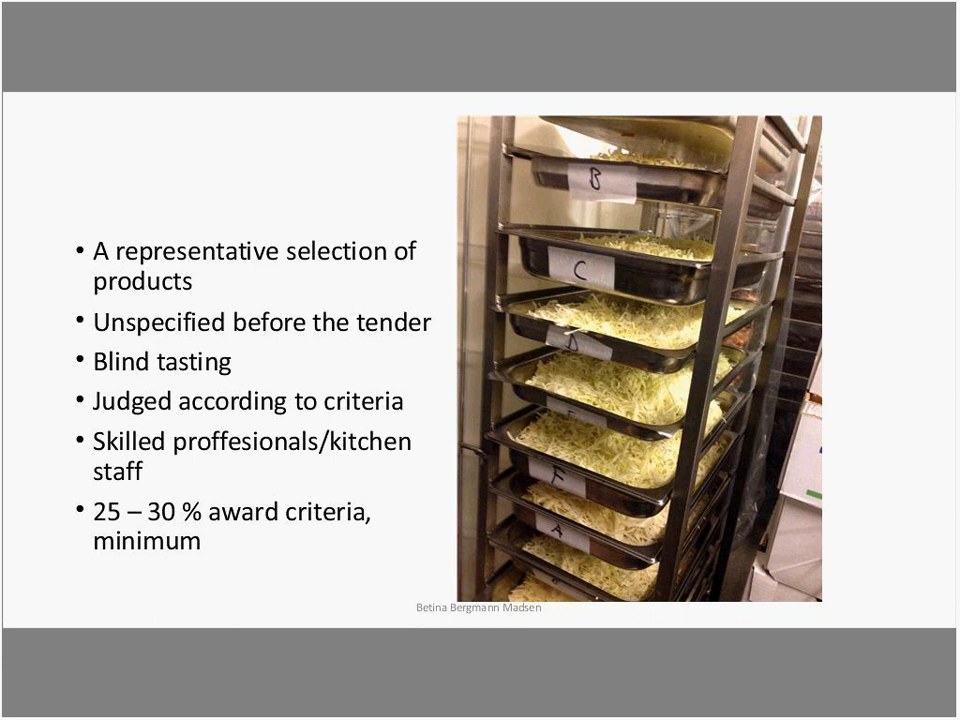 • A representative selection of
products
• Unspecified before the tender
• Blind tasting
• Judged according to criteria
• Skilled proffesionals/kitchen
staff
• 25 – 30 % award criteria,
minimum
B
C
D
E
F
A
Betina Bergmann Madsen